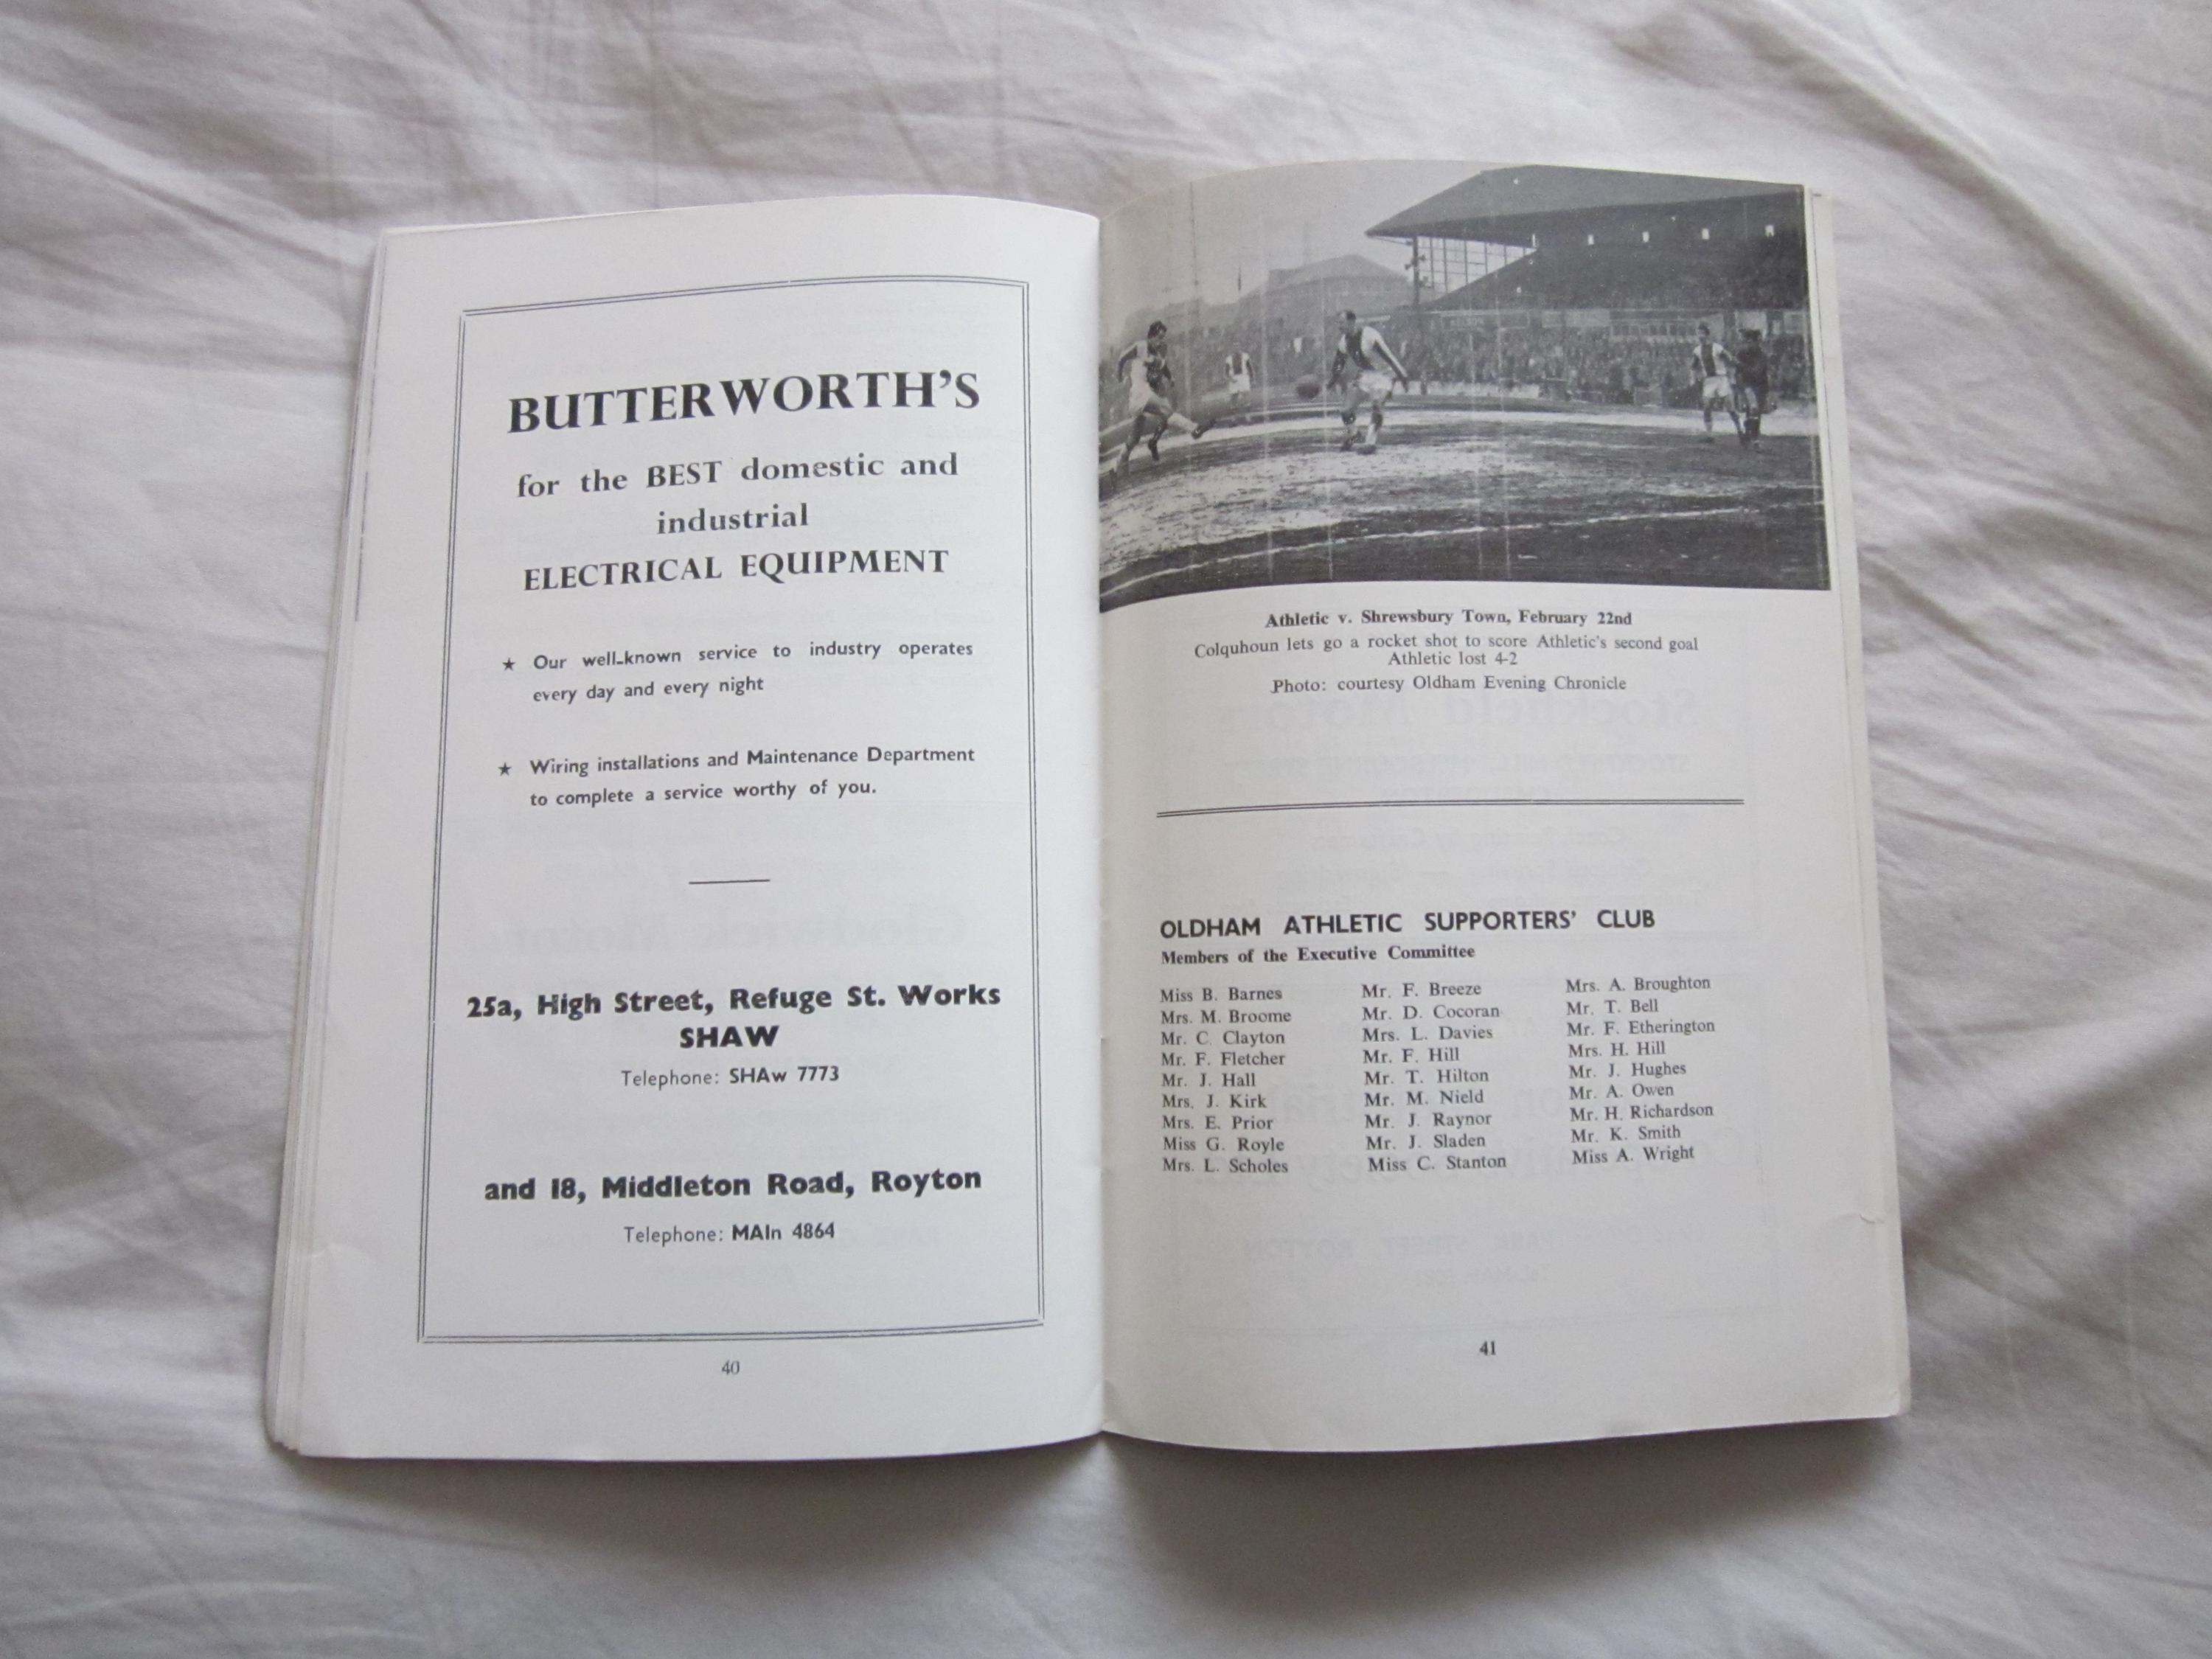 BUTTERWORTH'S
for the BEST domestic and
industrial
ELECTRICAL EQUIPMENT
★ Our well-known service to industry operates
every day and every night
★ Wiring installations and Maintenance Department
to complete a service worthy of you.
25a, High Street, Refuge St. Works
SHAW
Telephone: SHAw 7773
and 18, Middleton Road, Royton
Telephone: MAIn 4864
40
Athletic v. Shrewsbury Town, February 22nd
Colquhoun lets go a rocket shot to score Athletic's second goal
Athletic lost 4-2
Photo: courtesy Oldham Evening Chronicle
OLDHAM ATHLETIC SUPPORTERS' CLUB
Members of the Executive Committee
Miss B. Barnes
Mrs. M. Broome
Mr. C. Clayton
Mr. F. Fletcher
Mr. J. Hall
Mrs. J. Kirk
Mrs. E. Prior
Miss G. Royle
Mrs. L. Scholes
Mr. F. Breeze
Mr. D. Cocoran
Mrs. L. Davies
Mr. F. Hill
Mr. T. Hilton
Mr. M. Nield
Mr. J. Raynor
Mr. J. Sladen
Miss C. Stanton
Mrs. A. Broughton
Mr. T. Bell
Mr. F. Etherington
Mrs. H. Hill
Mr. J. Hughes
Mr. A. Owen
Mr. H. Richardson
Mr. K. Smith
Miss A. Wright
41